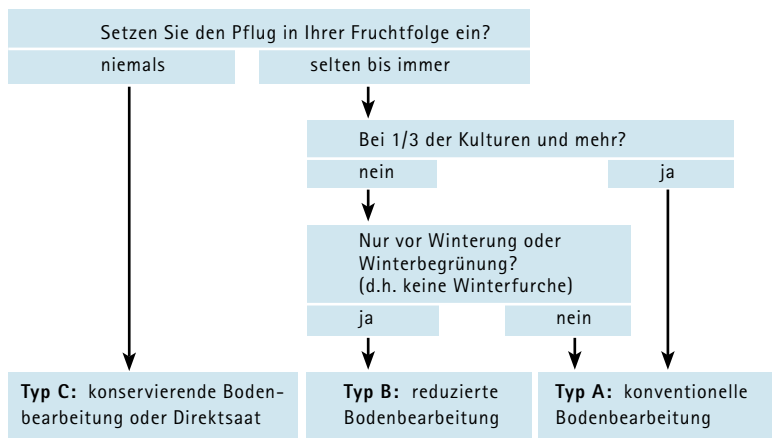 Setzen Sie den Pflug in Ihrer Fruchtfolge ein?
niemals
selten bis immer
Bei 1/3 der Kulturen und mehr?
nein
ja
Nur vor Winterung oder
Winterbegrünung?
(d.h. keine Winterfurche)
ja
nein
Typ C: konservierende Boden-
bearbeitung oder Direktsaat
Typ B: reduzierte
Bodenbearbeitung
Typ A: konventionelle
Bodenbearbeitung